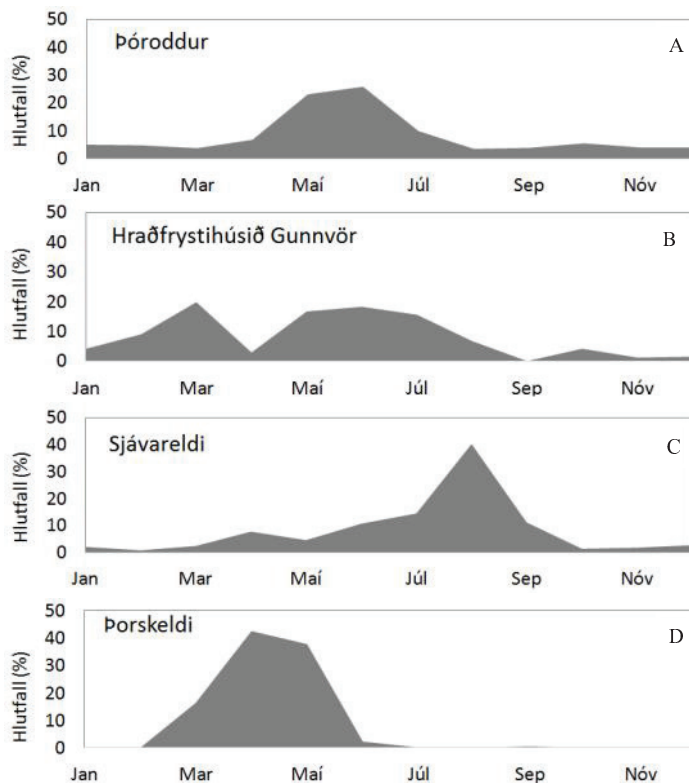 50
Þóroddur
A
40
30
20
10
0
Hlutfall (%)
Jan Mar Maí Júl Sep Nóv
50
Hraðfrystihúsið Gunnvör
B
40
30
20
10
0
Hlutfall (%)
Jan Mar Maí Júl Sep Nóv
50
Sjávareldi
C
40
30
20
10
0
Hlutfall (%)
Jan Mar Maí Júl Sep Nóv
50
Þorskeldi
D
40
30
20
10
0
Hlutfall (%)
Jan Mar Maí Júl Sep Nóv